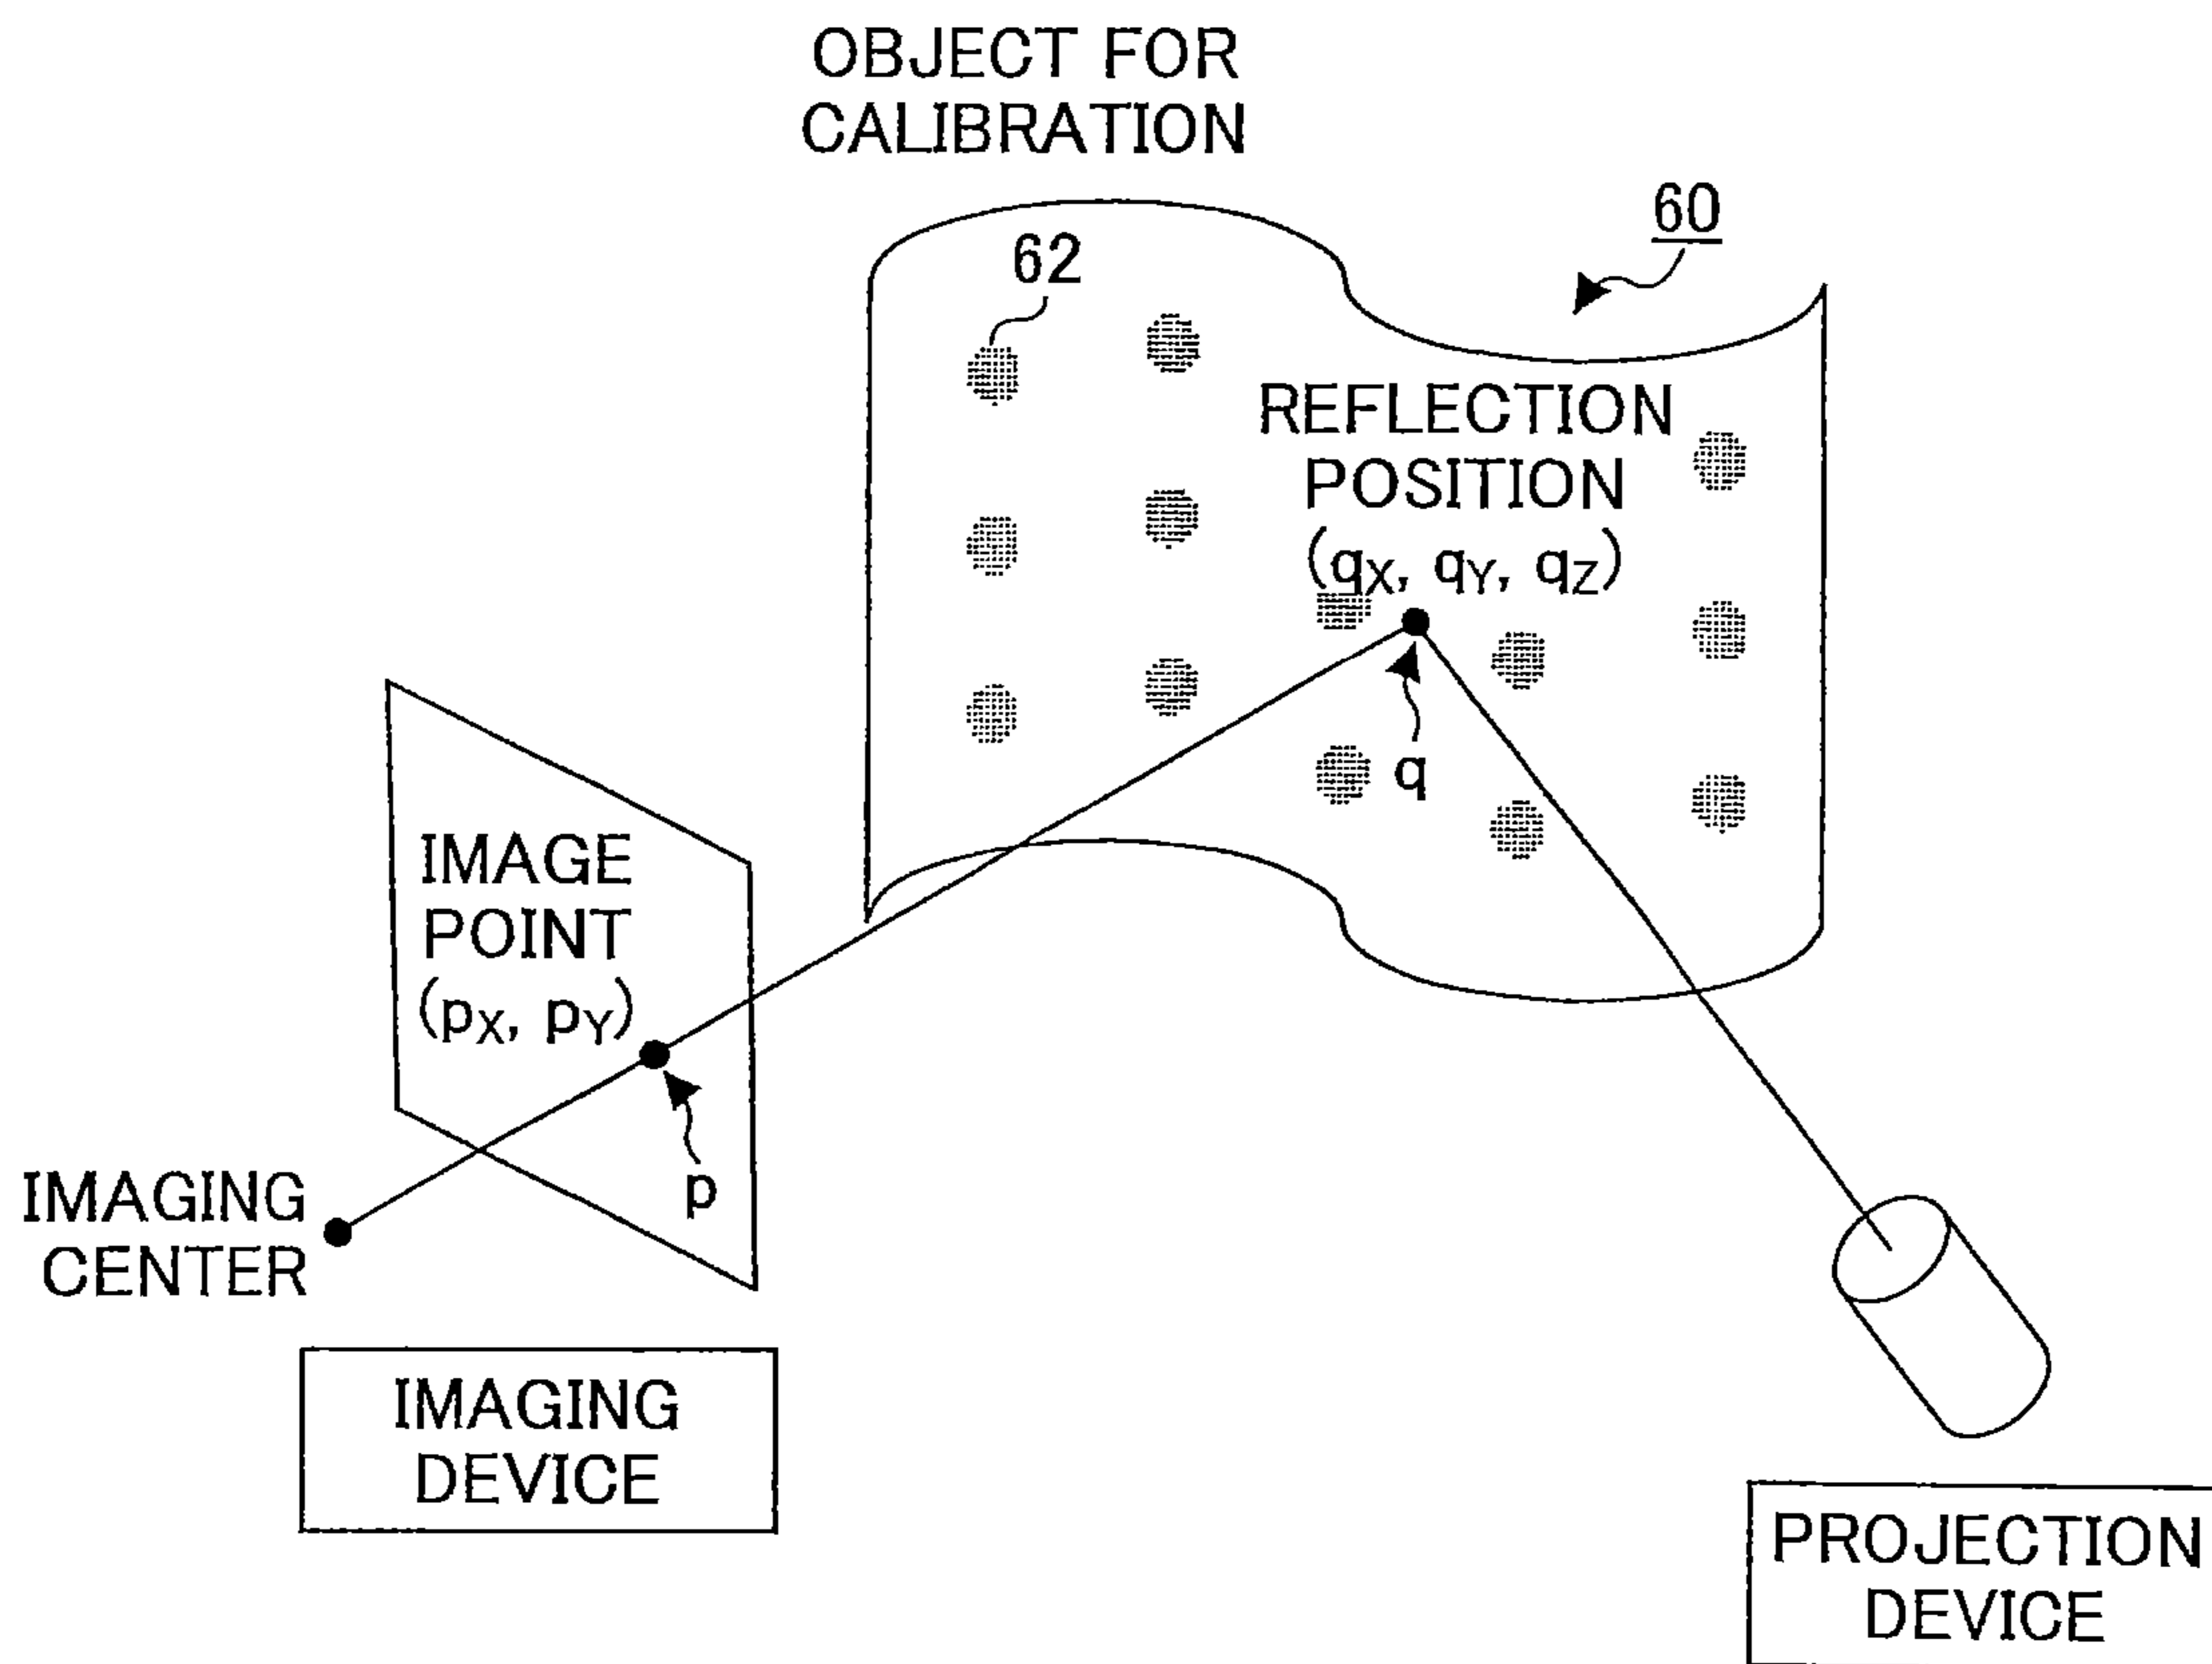 OBJECT FOR
CALIBRATION
60
62
REFLECTION
POSITION
(qX, qY, qZ)
q
IMAGE
POINT
(pX, pY)
p
IMAGING
CENTER
IMAGING
DEVICE
PROJECTION
DEVICE